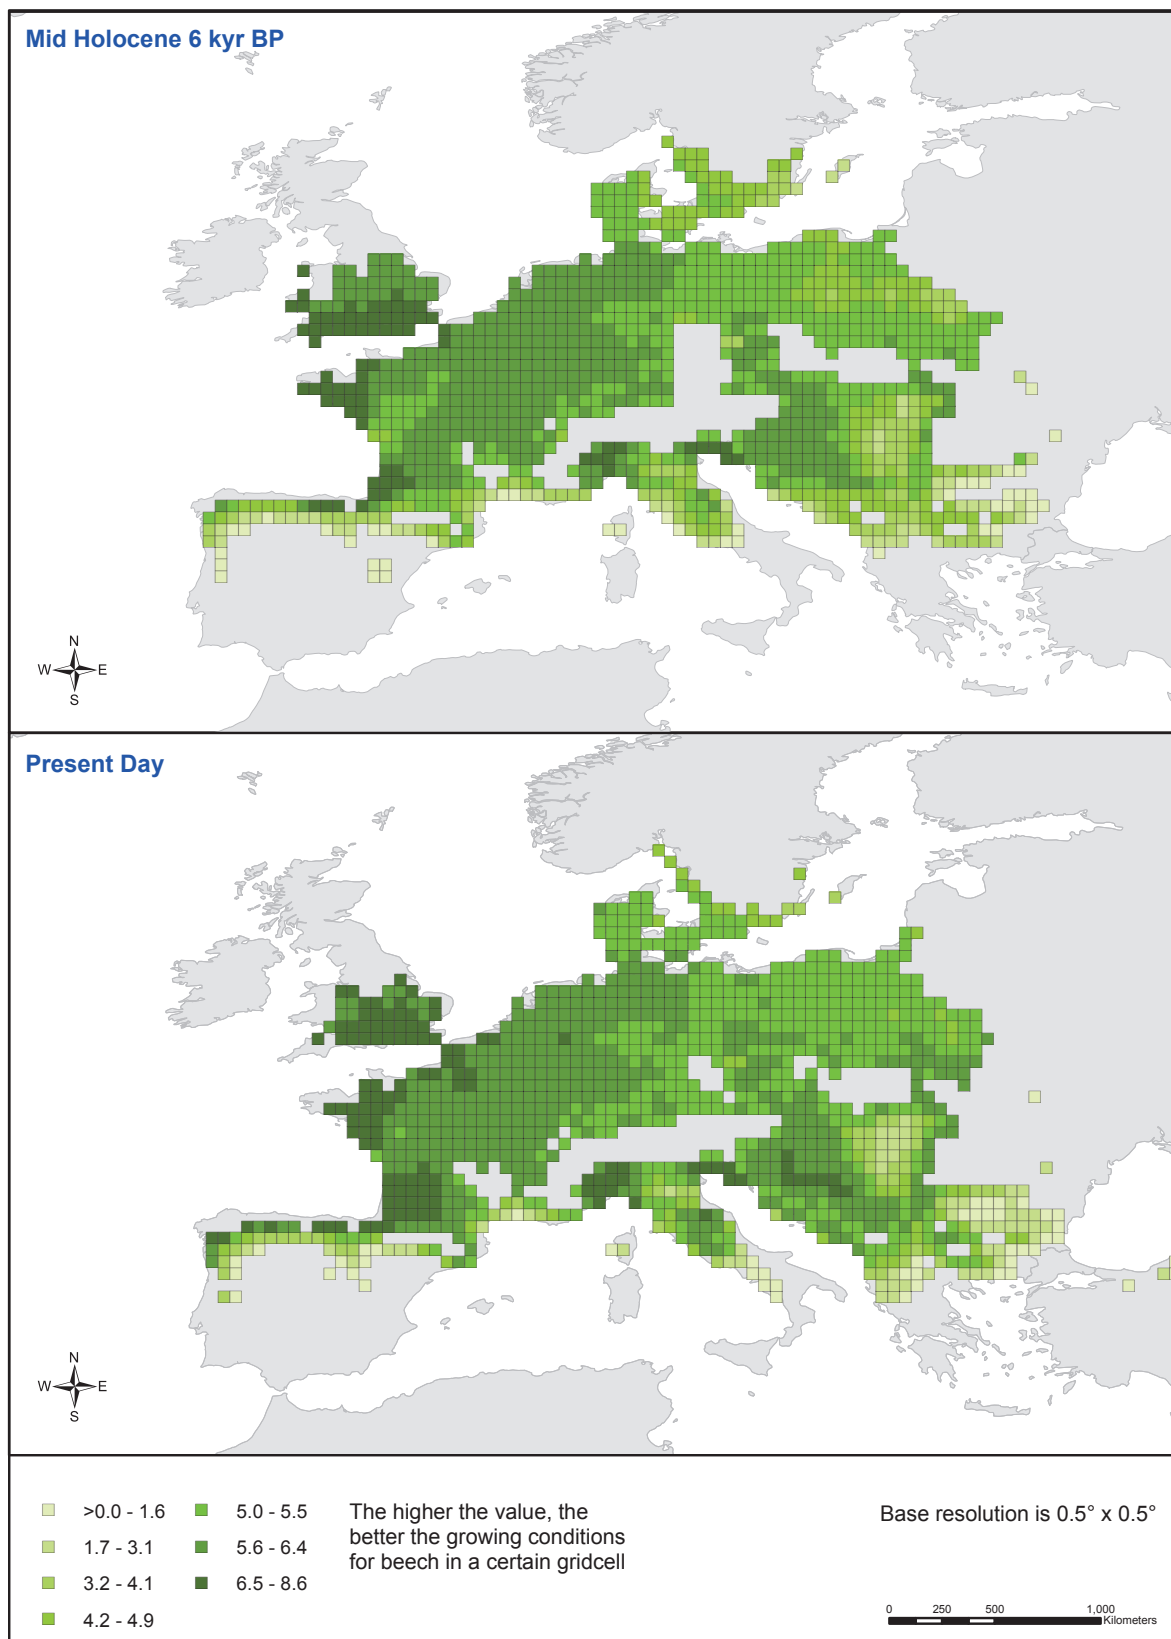 Mid Holocene 6 kyr BP
N
W E
S
Present Day
N
W E
S
>0.0 - 1.6
1.7 - 3.1
3.2 - 4.1
4.2 - 4.9
5.0 - 5.5
5.6 - 6.4
6.5 - 8.6
The higher the value, the
better the growing conditions
for beech in a certain gridcell
Base resolution is 0.5° x 0.5°
0 250 500 1,000
Kilometers